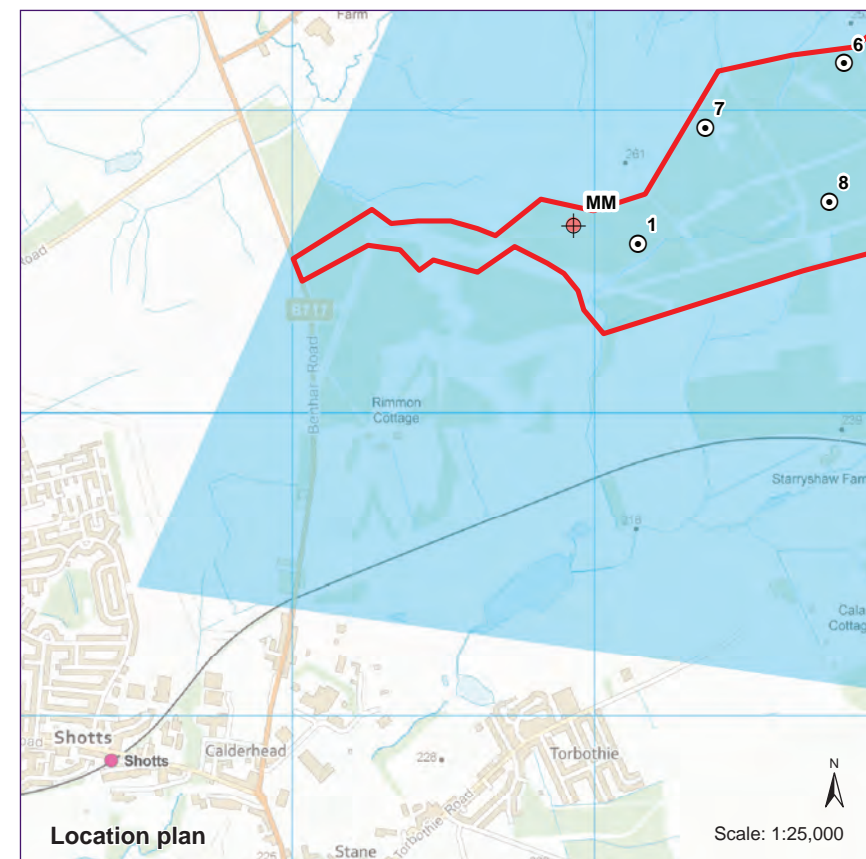 Farm
6
7
261
8
MM
1
Road
B717
Benhar Road
Rimmon
Cottage
239
Starryshaw Farm
218
Cala
Cottag
Shotts
Shotts
Calderhead
228
Torbothie
Torbothie Road
N
Location plan
Scale: 1:25,000
225
Stane